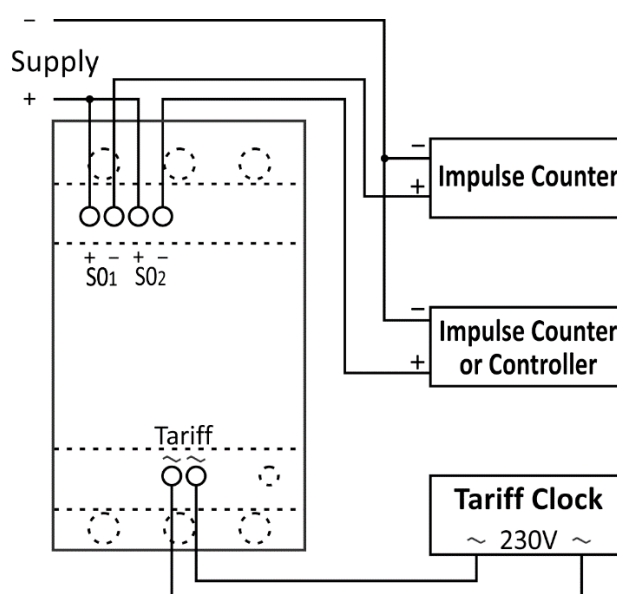 −
Supply
+
− 
+ Impulse Counter
+ − + −
S01 S02
−
Impulse Counter
+ or Controller
Tariff
~ ~
Tariff Clock
~ 230V ~